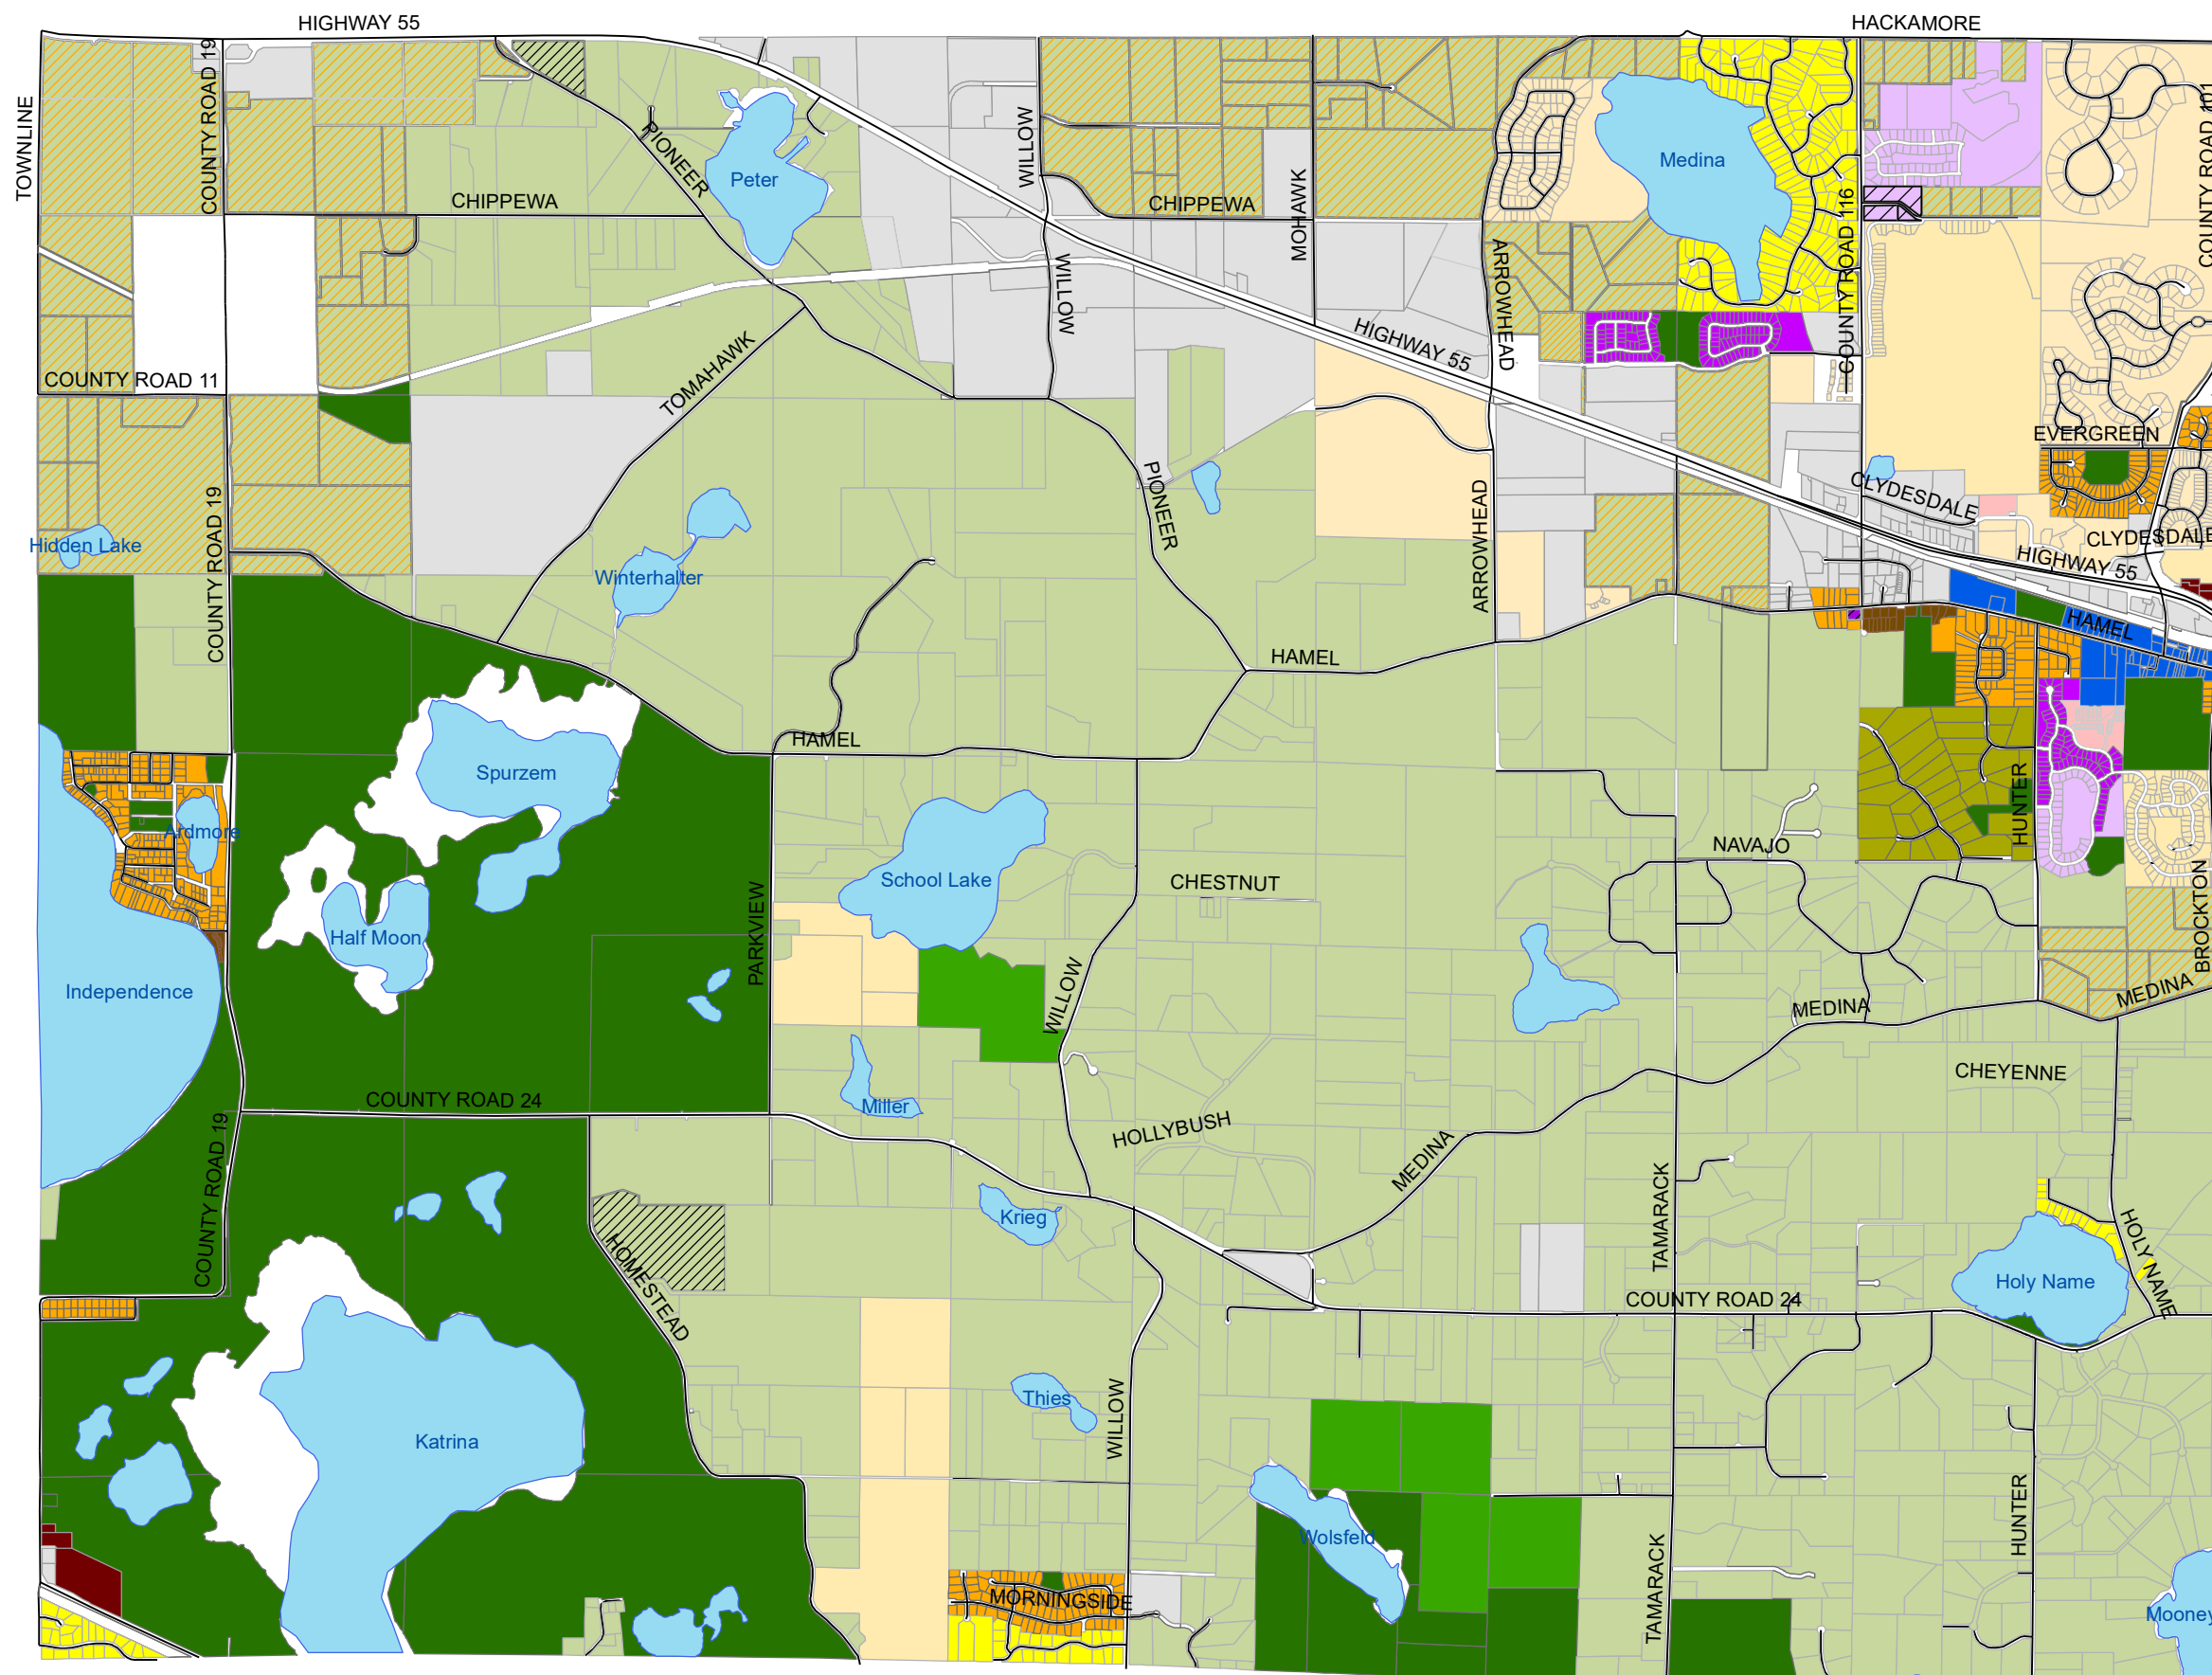 HIGHWAY 55
HACKAMORE
TOWNLINE
COUNTY ROAD 19
PIONEER
Peter
WILLOW
Medina
COUNTY ROAD 101
CHIPPEWA
CHIPPEWA
MOHAWK
COUNTY ROAD 116
WILLOW
ARROWHEAD
HIGHWAY 55
TOMAHAWK
COUNTY ROAD 11
EVERGREEN
PIONEER
CLYDESDALE
ARROWHEAD
CLYDESDALE
HIGHWAY 55
Hidden Lake
COUNTY ROAD 19
Winterhalter
HAMEL
HAMEL
HAMEL
Spurzem
HUNTER
Ardmore
NAVAJO
School Lake
CHESTNUT
BROCKTON
PARKVIEW
Half Moon
Independence
WILLOW
MEDINA
MEDINA
CHEYENNE
COUNTY ROAD 24
Miller
HOLLYBUSH
MEDINA
COUNTY ROAD 19
TAMARACK
Krieg
HOMESTEAD
HOLY NAME
Holy Name
COUNTY ROAD 24
Thies
WILLOW
Katrina
HUNTER
Wolsfeld
TAMARACK
MORNINGSIDE
Mooney